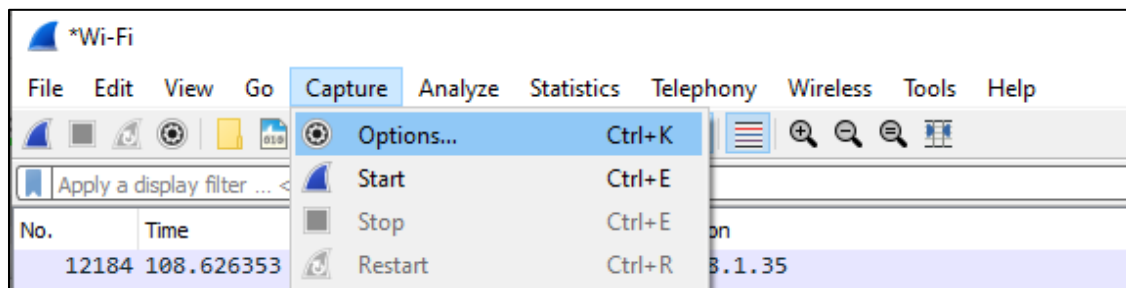 *Wi-Fi
File Edit View Go Capture Analyze Statistics Telephony Wireless Tools Help
Options... Ctrl+K
Apply a display filter ... <
Start Ctrl+E
No. Time
Stop Ctrl+E
on
12184 108.626353
Restart Ctrl+R
3.1.35